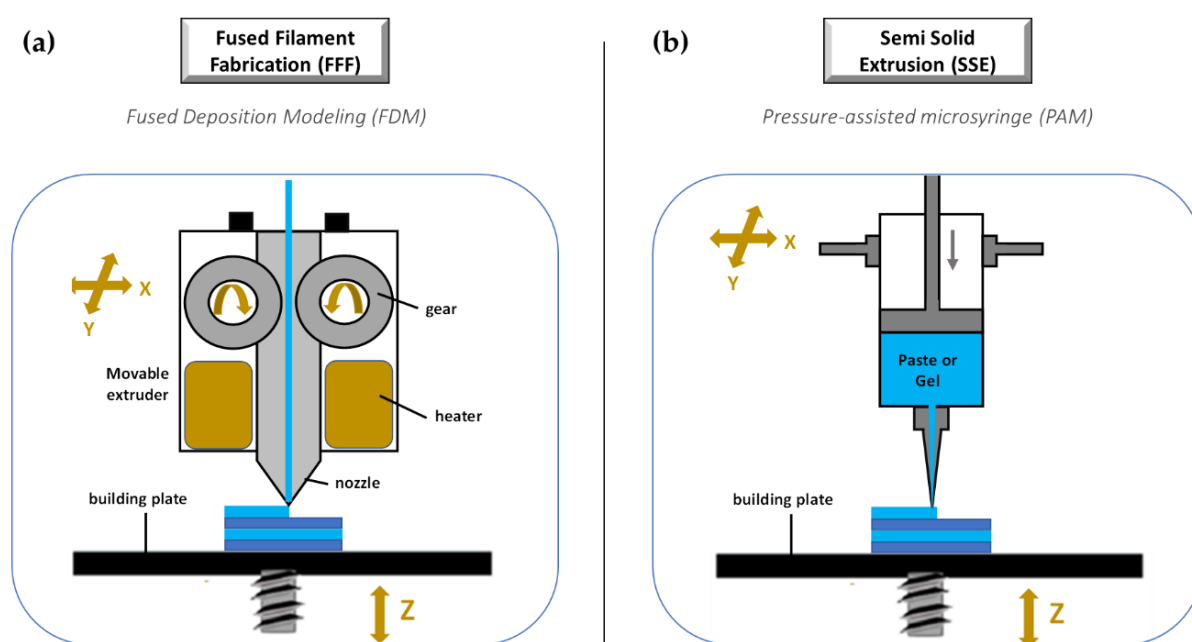 (a)
Fused Filament
Fabrication (FFF)
Fused Deposition Modeling (FDM)
X
Y
gear
Movable
extruder
heater
nozzle
building plate
Z
(b)
Semi Solid
Extrusion (SSE)
Pressure-assisted microsyringe (PAM)
X
Y
Paste or
Gel
building plate
Z